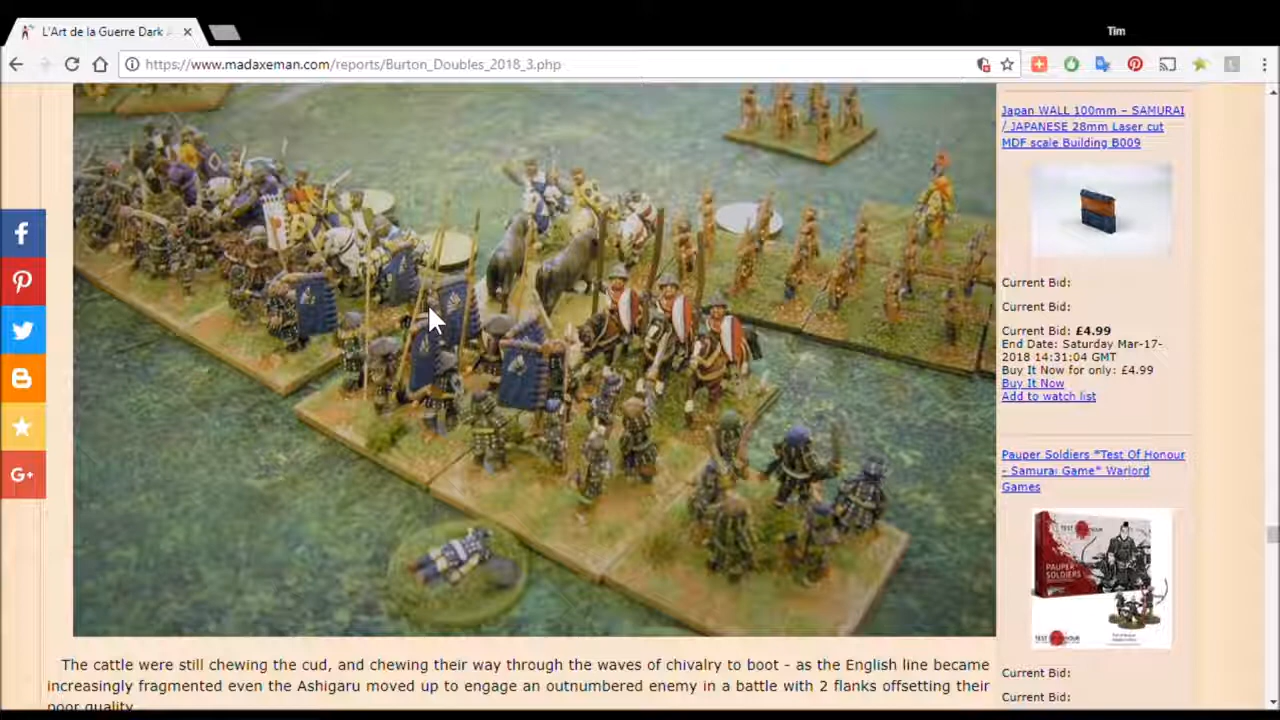 L'Art de la Guerre Dark
Tim
https://www.madaxeman.com/reports/Burton_Doubles_2018_3.php
Japan WALL 100mm – SAMURAI
/ JAPANESE 28mm Laser cut
MDF scale Building B009
Current Bid:
Current Bid:
Current Bid: £4.99
End Date: Saturday Mar-17-
2018 14:31:04 GMT
Buy It Now for only: £4.99
Buy It Now
Add to watch list
Pauper Soldiers *Test Of Honour
- Samurai Game* Warlord
Games
PAUPER
SOLDIERS
Current Bid:
Current Bid:
G+
The cattle were still chewing the cud, and chewing their way through the waves of chivalry to boot - as the English line became
increasingly fragmented even the Ashigaru moved up to engage an outnumbered enemy in a battle with 2 flanks offsetting their
poor quality.